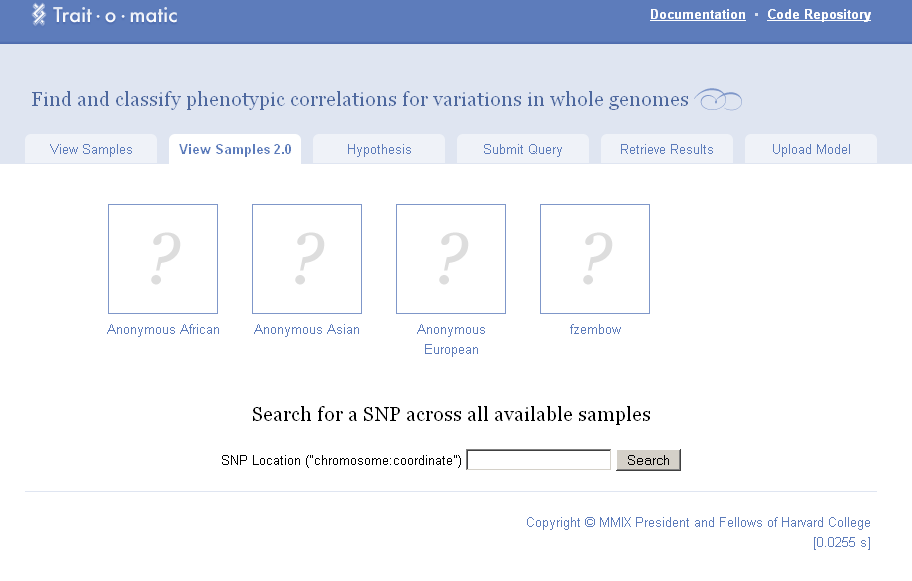 Trait·o·matic
Documentation • Code Repository
Find and classify phenotypic correlations for variations in whole genomes
View Samples
View Samples 2.0
Hypothesis
Submit Query
Retrieve Results
Upload Model
? ? ? ?
Anonymous African
Anonymous Asian
Anonymous
European
fzembow
Search for a SNP across all available samples
SNP Location ("chromosome:coordinate") Search
Copyright © MMIX President and Fellows of Harvard College
[0.0255 s]